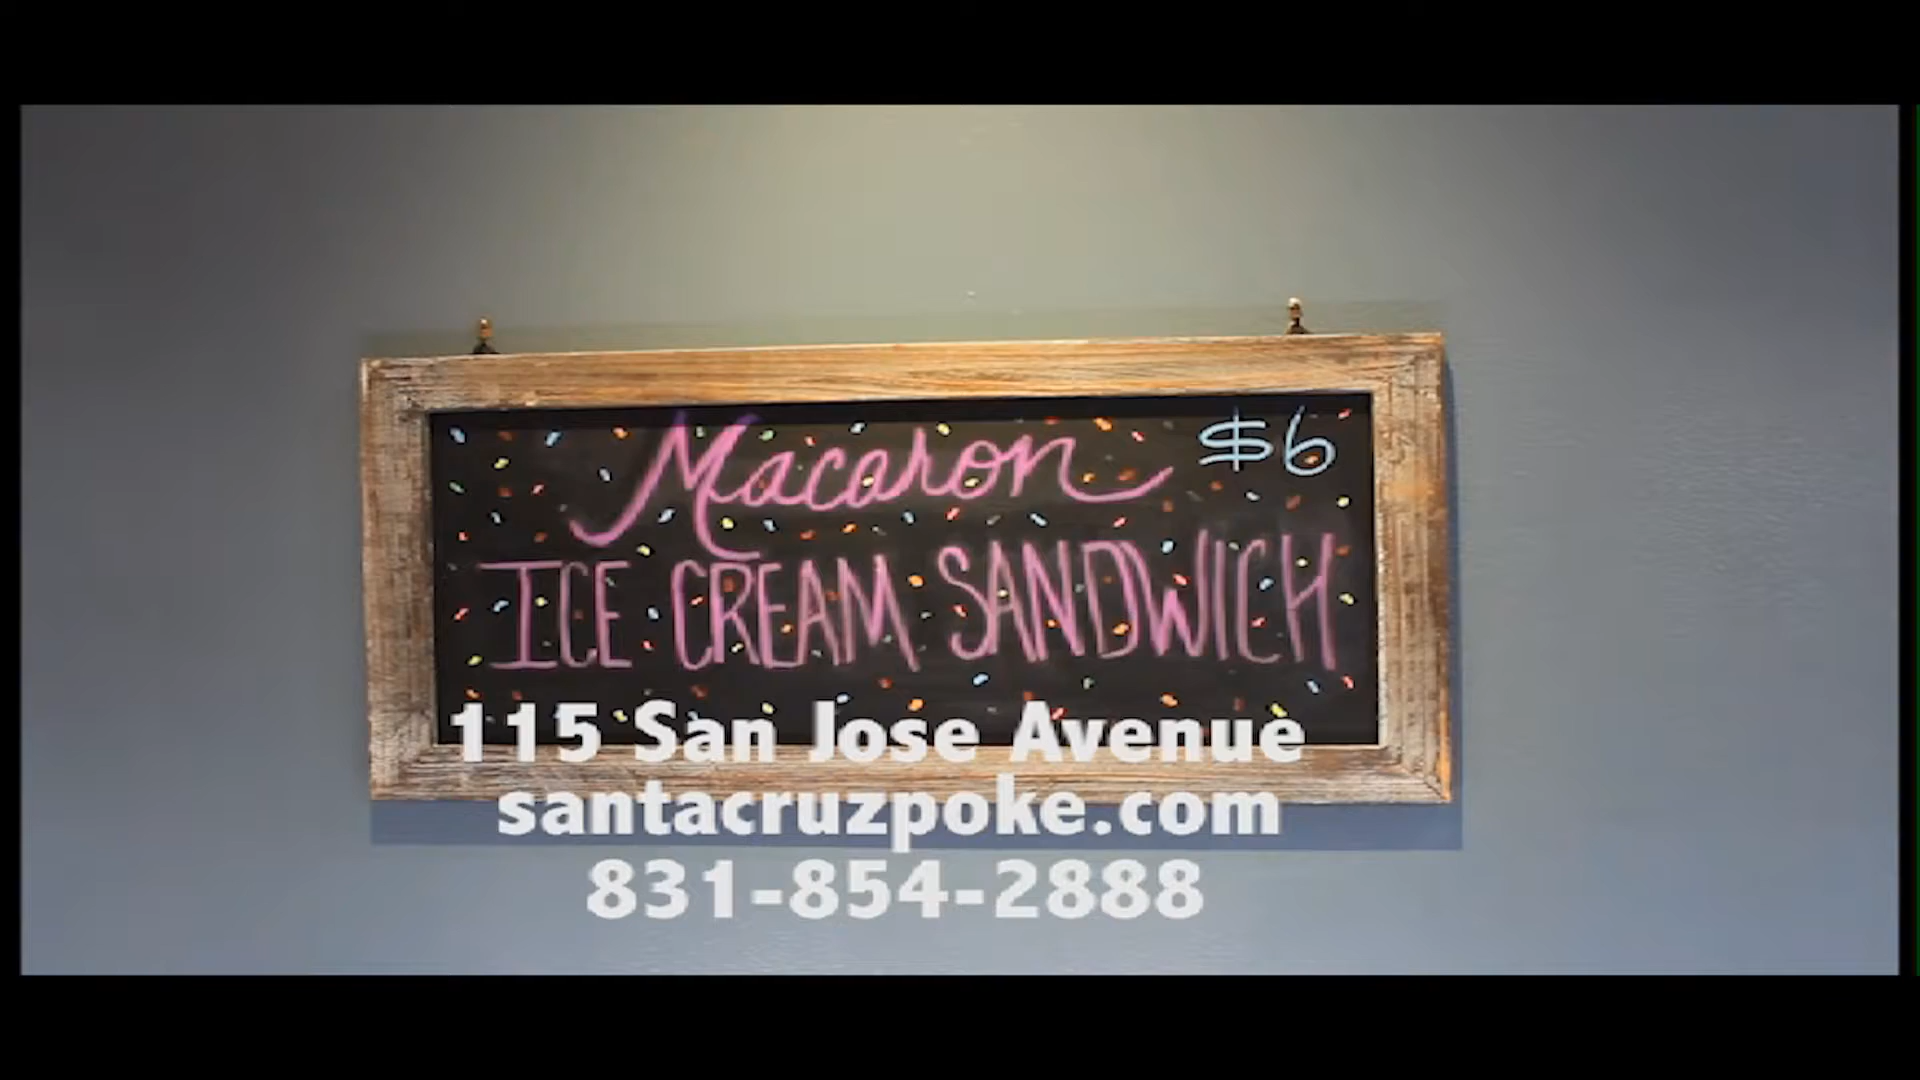 Macaron $6
ICE CREAM SANDWICH
115 San Jose Avenue
santacruzpoke.com
831-854-2888